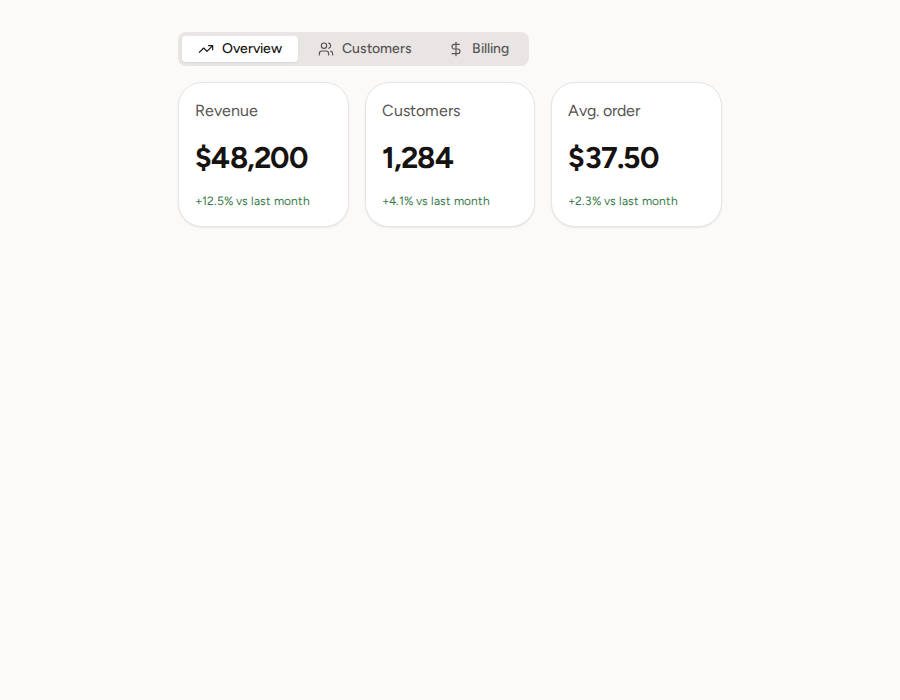 Overview Customers Billing
Revenue
$48,200
+12.5% vs last month
Customers
1,284
+4.1% vs last month
Avg. order
$37.50
+2.3% vs last month